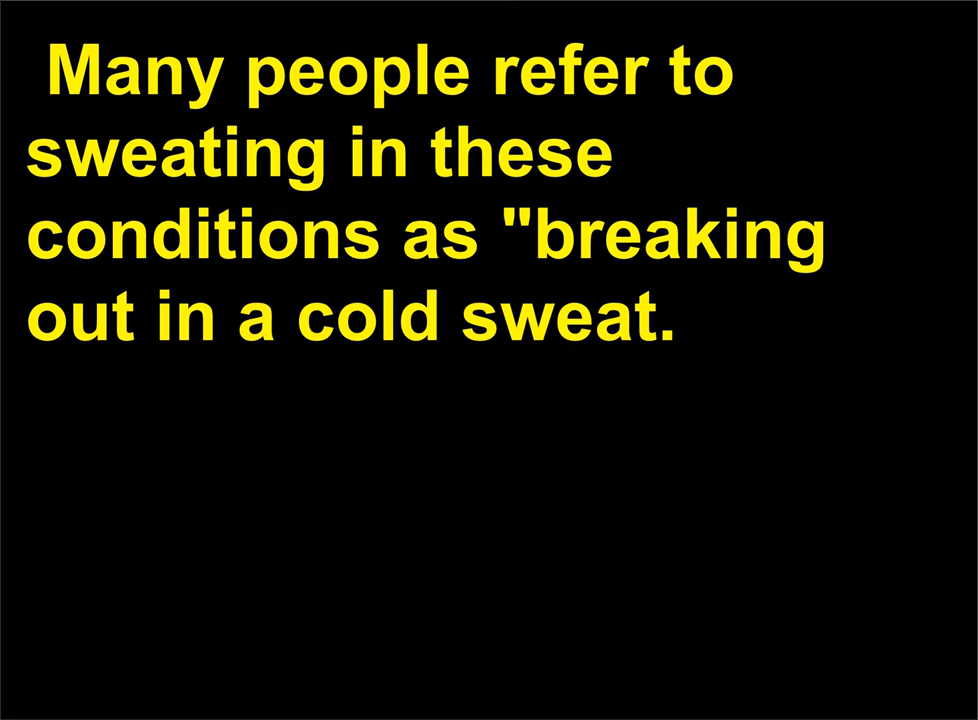 Many people refer to
sweating in these
conditions as "breaking
out in a cold sweat.